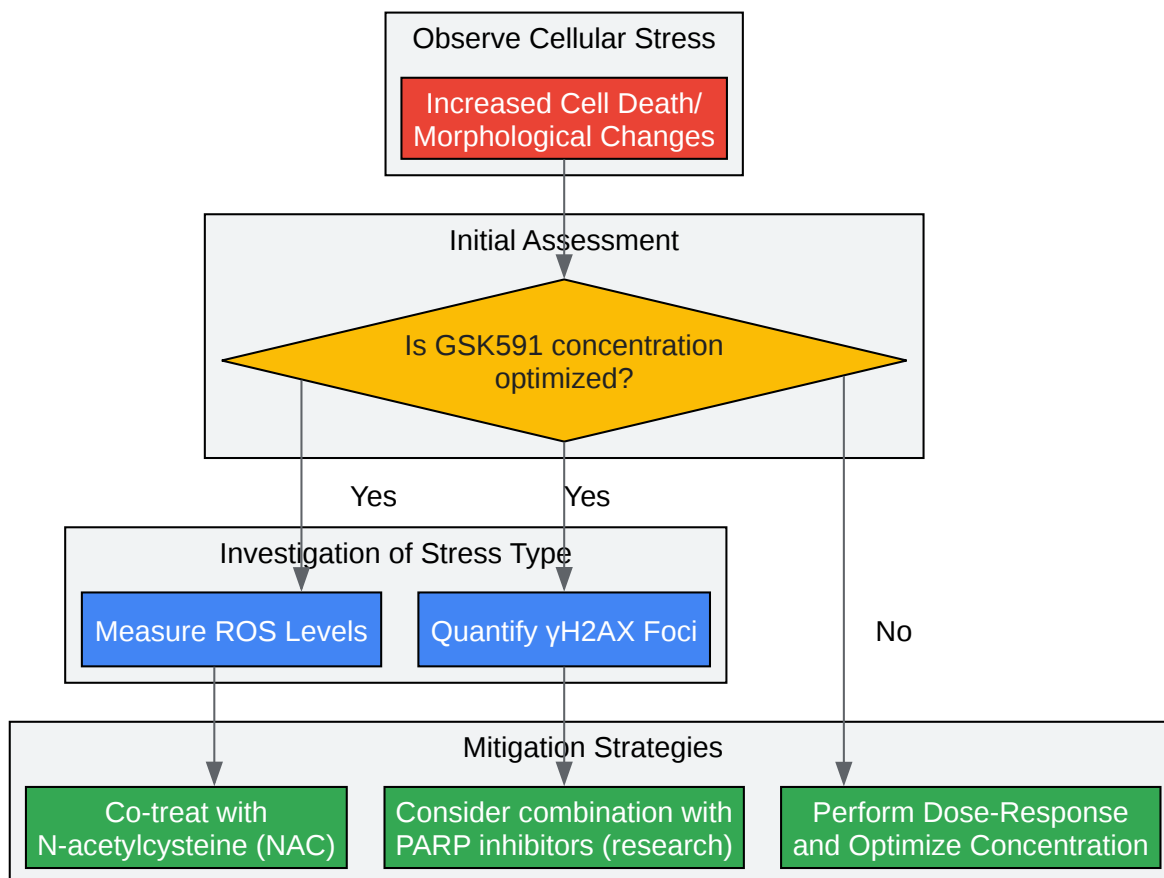 Observe Cellular Stress
Increased Cell Death/
Morphological Changes
Initial Assessment
Is GSK591 concentration
optimized?
Yes
Yes
No
Investigation of Stress Type
Measure ROS Levels
Quantify γH2AX Foci
Mitigation Strategies
Co-treat with
N-acetylcysteine (NAC)
Consider combination with
PARP inhibitors (research)
Perform Dose-Response
and Optimize Concentration